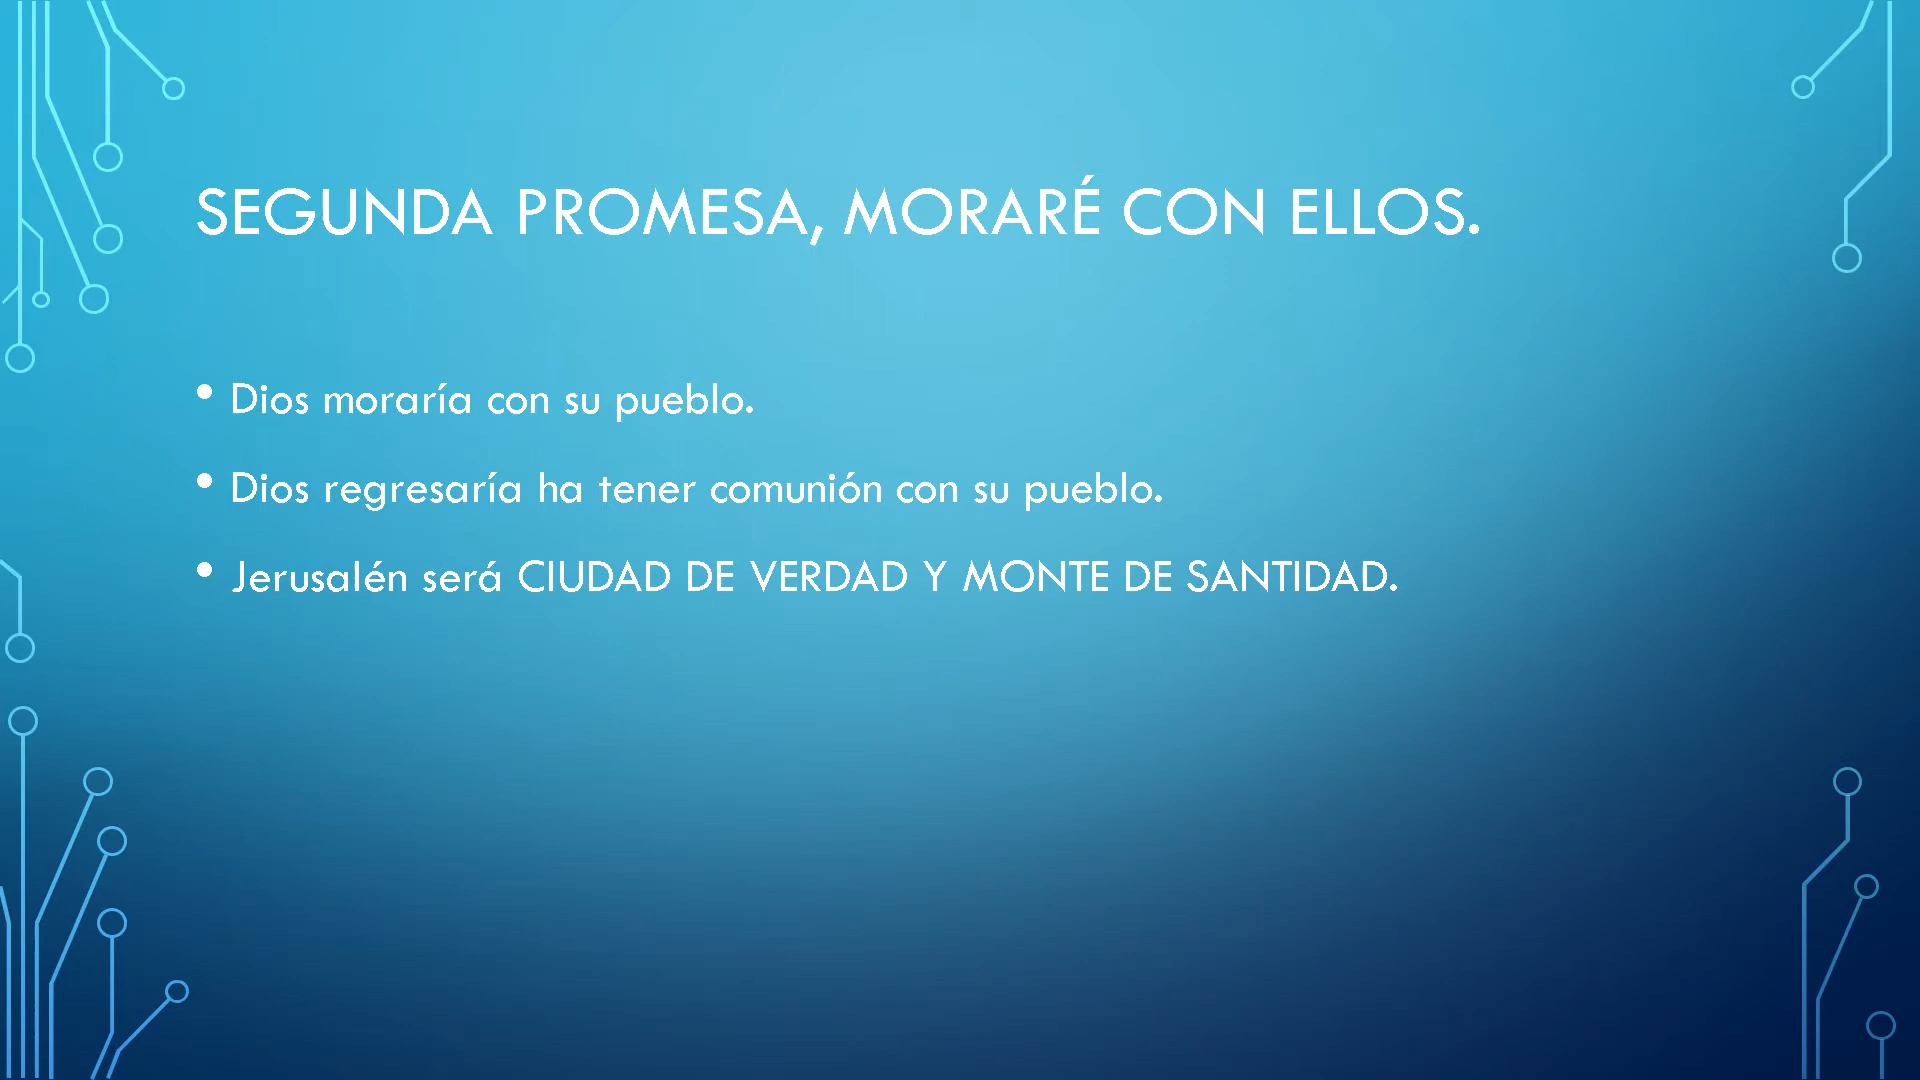 SEGUNDA PROMESA, MORARÉ CON ELLOS.
• Dios moraría con su pueblo.
• Dios regresaría ha tener comunión con su pueblo.
• Jerusalén será CIUDAD DE VERDAD Y MONTE DE SANTIDAD.